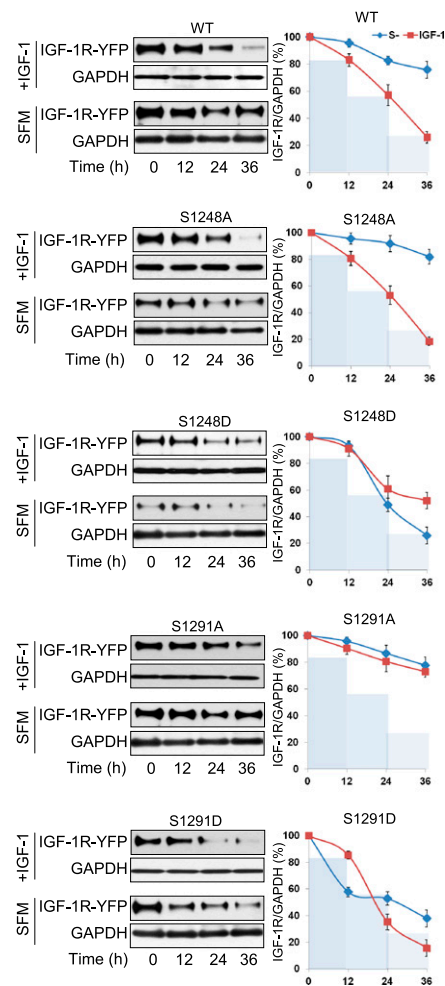 WT
+IGF-1
IGF-1R-YFP
GAPDH
SFM
IGF-1R-YFP
GAPDH
Time (h) 0 12 24 36
WT
S- IGF-1
IGF-1R/GAPDH (%)
100
80
60
40
20
0
0 12 24 36
S1248A
+IGF-1
IGF-1R-YFP
GAPDH
SFM
IGF-1R-YFP
GAPDH
Time (h) 0 12 24 36
S1248A
IGF-1R/GAPDH (%)
100
80
60
40
20
0
0 12 24 36
S1248D
+IGF-1
IGF-1R-YFP
GAPDH
SFM
IGF-1R-YFP
GAPDH
Time (h) 0 12 24 36
S1248D
IGF-1R/GAPDH (%)
100
80
60
40
20
0
0 12 24 36
S1291A
+IGF-1
IGF-1R-YFP
GAPDH
SFM
IGF-1R-YFP
GAPDH
Time (h) 0 12 24 36
S1291A
IGF-1R/GAPDH (%)
100
80
60
40
20
0
0 12 24 36
S1291D
+IGF-1
IGF-1R-YFP
GAPDH
SFM
IGF-1R-YFP
GAPDH
Time (h) 0 12 24 36
S1291D
IGF-1R/GAPDH (%)
100
80
60
40
20
0
0 12 24 36